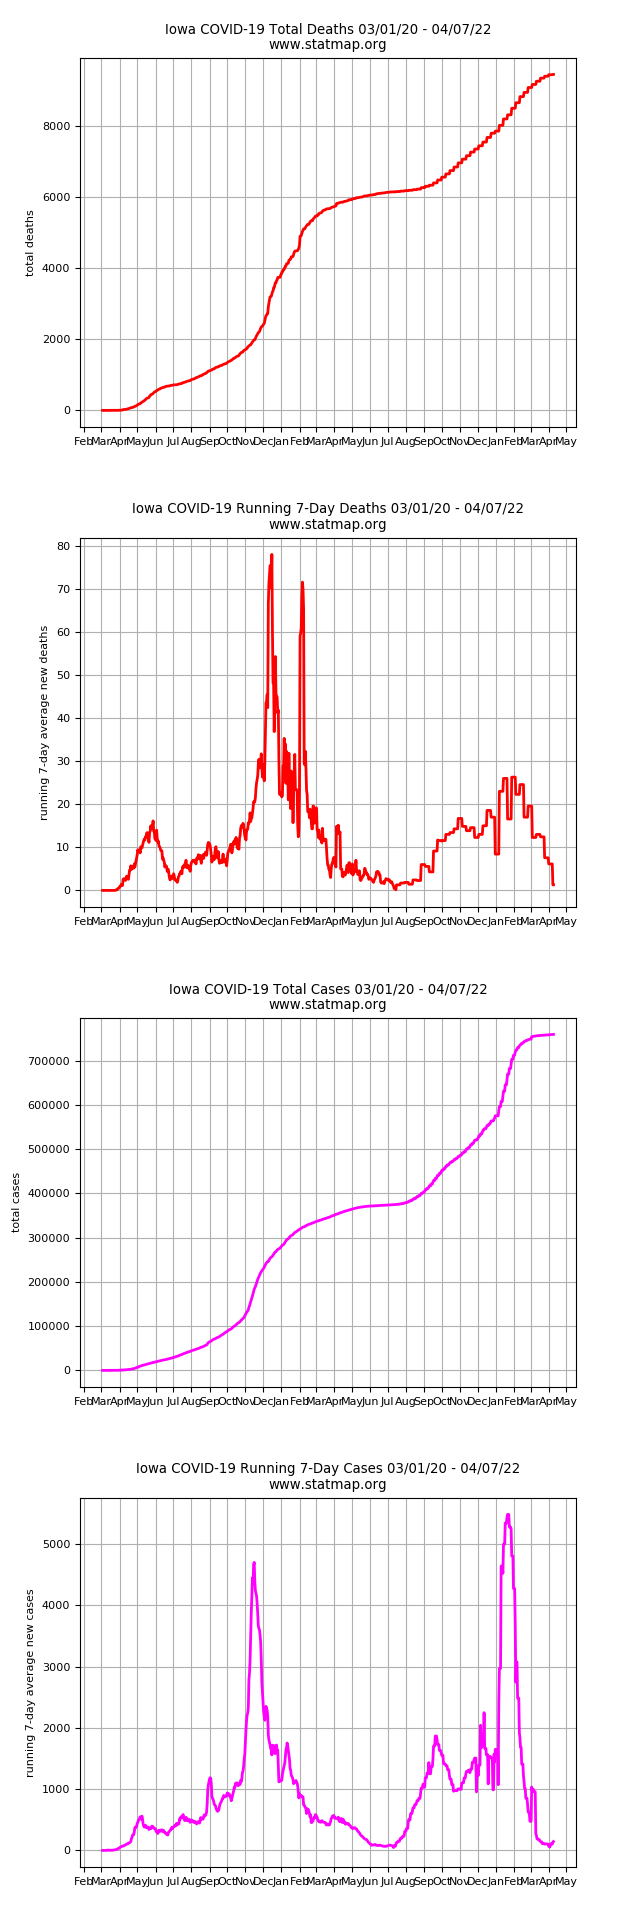 Iowa COVID-19 Total Deaths 03/01/20 - 04/07/22
www.statmap.org
total deaths
8000
6000
4000
2000
0
Feb Mar Apr May Jun Jul Aug Sep Oct Nov Dec Jan Feb Mar Apr May Jun Jul Aug Sep Oct Nov Dec Jan Feb Mar Apr May
Iowa COVID-19 Running 7-Day Deaths 03/01/20 - 04/07/22
www.statmap.org
running 7-day average new deaths
80
70
60
50
40
30
20
10
0
Feb Mar Apr May Jun Jul Aug Sep Oct Nov Dec Jan Feb Mar Apr May Jun Jul Aug Sep Oct Nov Dec Jan Feb Mar Apr May
Iowa COVID-19 Total Cases 03/01/20 - 04/07/22
www.statmap.org
total cases
700000
600000
500000
400000
300000
200000
100000
0
Feb Mar Apr May Jun Jul Aug Sep Oct Nov Dec Jan Feb Mar Apr May Jun Jul Aug Sep Oct Nov Dec Jan Feb Mar Apr May
Iowa COVID-19 Running 7-Day Cases 03/01/20 - 04/07/22
www.statmap.org
running 7-day average new cases
5000
4000
3000
2000
1000
0
Feb Mar Apr May Jun Jul Aug Sep Oct Nov Dec Jan Feb Mar Apr May Jun Jul Aug Sep Oct Nov Dec Jan Feb Mar Apr May